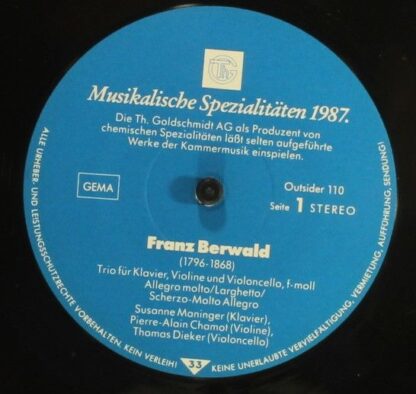 TG
Musikalische Spezialitäten 1987.
Die Th. Goldschmidt AG als Produzent von
chemischen Spezialitäten läßt selten aufgeführte
Werke der Kammermusik einspielen.
GEMA
Outsider 110
Seite 1 STEREO
Franz Berwald
(1796-1868)
Trio für Klavier, Violine und Violoncello, f-moll
Allegro molto/Larghetto/
Scherzo-Molto Allegro
Susanne Maninger (Klavier),
Pierre-Alain Chamot (Violine),
Thomas Dieker (Violoncello)
ALLE URHEBER- UND LEISTUNGSSCHUTZRECHTE VORBEHALTEN. KEIN VERLEIH! 33 KEINE UNERLAUBTE VERVIELFÄLTIGUNG, VERMIETUNG, AUFFÜHRUNG, SENDUNG!